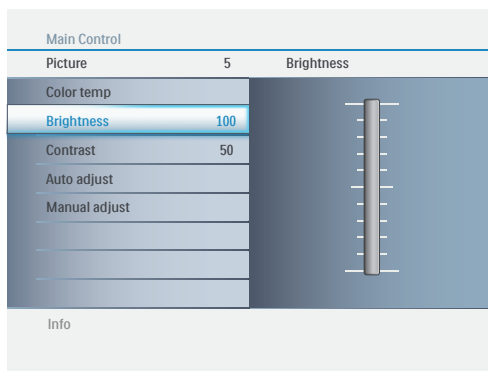 Main Control
Picture 5 Brightness
Color temp
Brightness 100
Contrast 50
Auto adjust
Manual adjust
Info